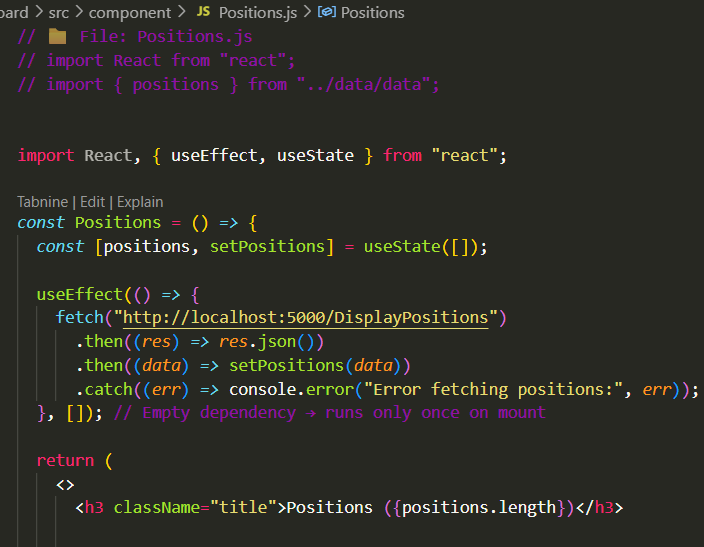 oard > src > component > JS Positions.js > Positions
// 📁 File: Positions.js
// import React from "react";
// import { positions } from "../data/data";
import React, { useEffect, useState } from "react";
Tabnine | Edit | Explain
const Positions = () => {
const [positions, setPositions] = useState([]);
useEffect(() => {
fetch("http://localhost:5000/DisplayPositions")
.then((res) => res.json())
.then((data) => setPositions(data))
.catch((err) => console.error("Error fetching positions:", err));
}, []); // Empty dependency → runs only once on mount
return (
<>
<h3 className="title">Positions ({positions.length})</h3>